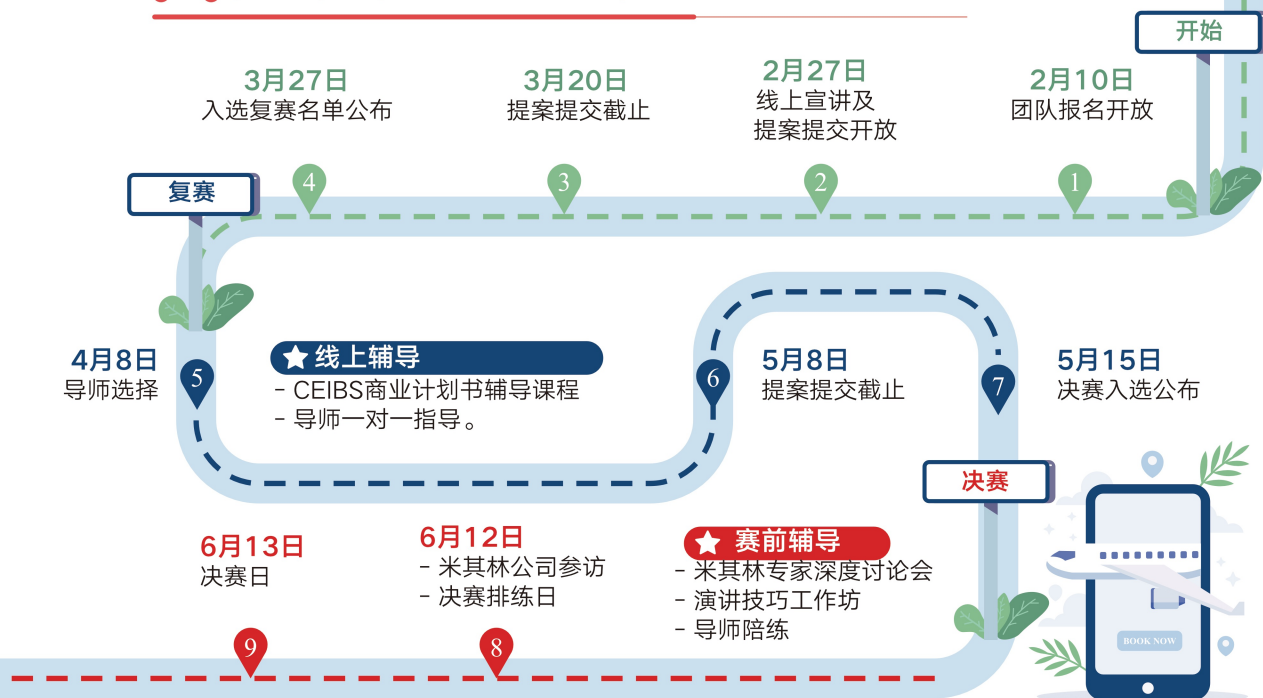 开始
2月10日
团队报名开放
1
2月27日
线上宣讲及
提案提交开放
2
3月20日
提案提交截止
3
3月27日
入选复赛名单公布
4
复赛
4月8日
导师选择
5
线上辅导
- CEIBS商业计划书辅导课程
- 导师一对一指导。
6
5月8日
提案提交截止
7
5月15日
决赛入选公布
决赛
赛前辅导
- 米其林专家深度讨论会
- 演讲技巧工作坊
- 导师陪练
6月12日
- 米其林公司参访
- 决赛排练日
8
6月13日
决赛日
9
BOOK NOW